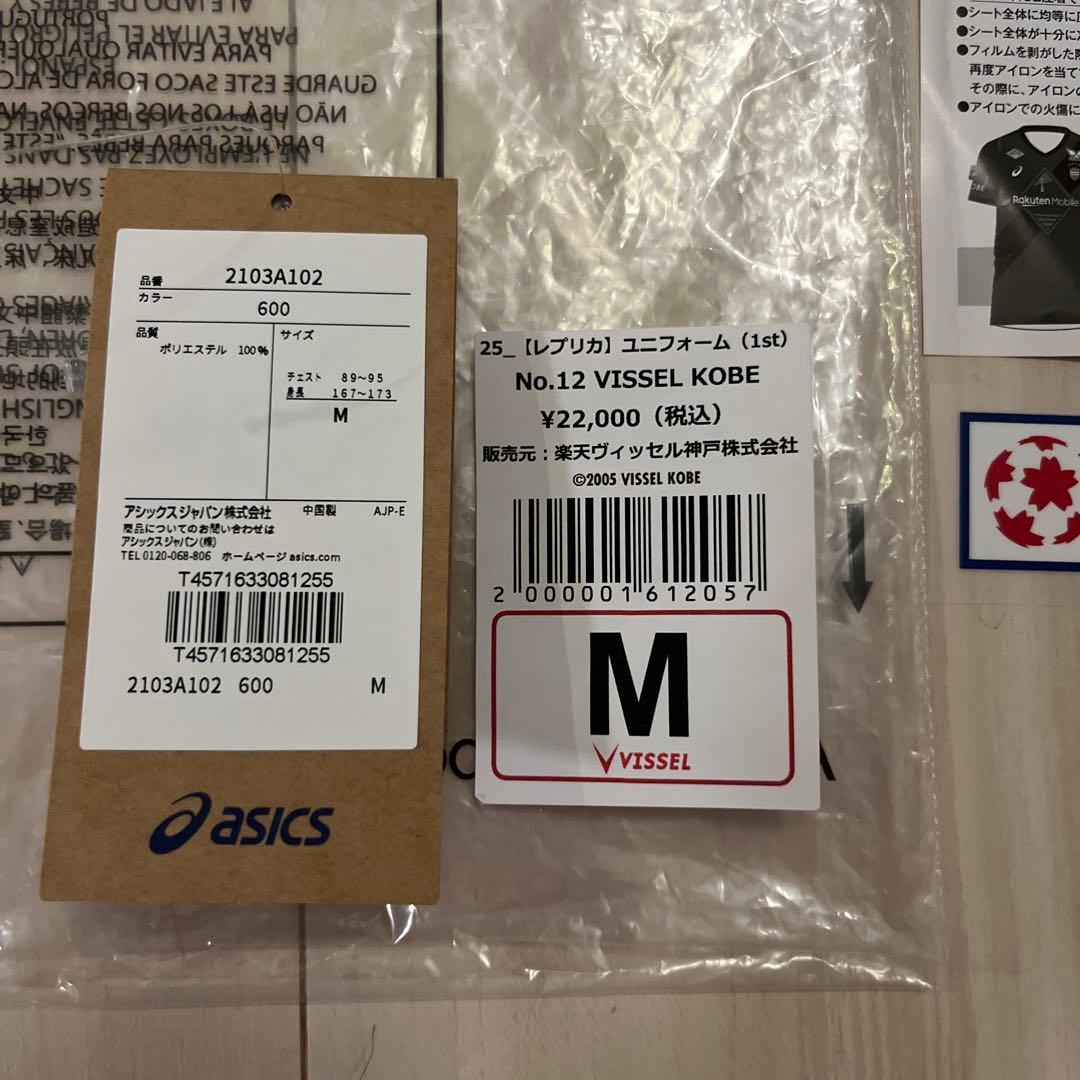 品番 2103A102
カラー
600
品質
ポリエステル 100%
サイズ
チェスト 89~95
身長 167~173
M
アシックスジャパン株式会社 中国製 AJP-E
商品についてのお問い合わせは
アシックスジャパン(株)
TEL 0120-068-806 ホームページ asics.com
T4571633081255
T4571633081255
2103A102 600 M
asics
25_【レプリカ】ユニフォーム（1st）
No.12 VISSEL KOBE
¥22,000（税込）
販売元：楽天ヴィッセル神戸株式会社
©2005 VISSEL KOBE
2 000001 612057
M
VISSEL
●シート全体に均等に
●シート全体が十分に
●フィルムを剥がした
再度アイロンを当て
その際に、アイロンの
●アイロンでの火傷に
Rakuten Mobile
PARA EVITAR QUALQUER
GUARDE ESTE SACO FORA DE ALC
NÃO USÁ-LOS NOS BERÇOS
PARQUES PARA BEBÉS.